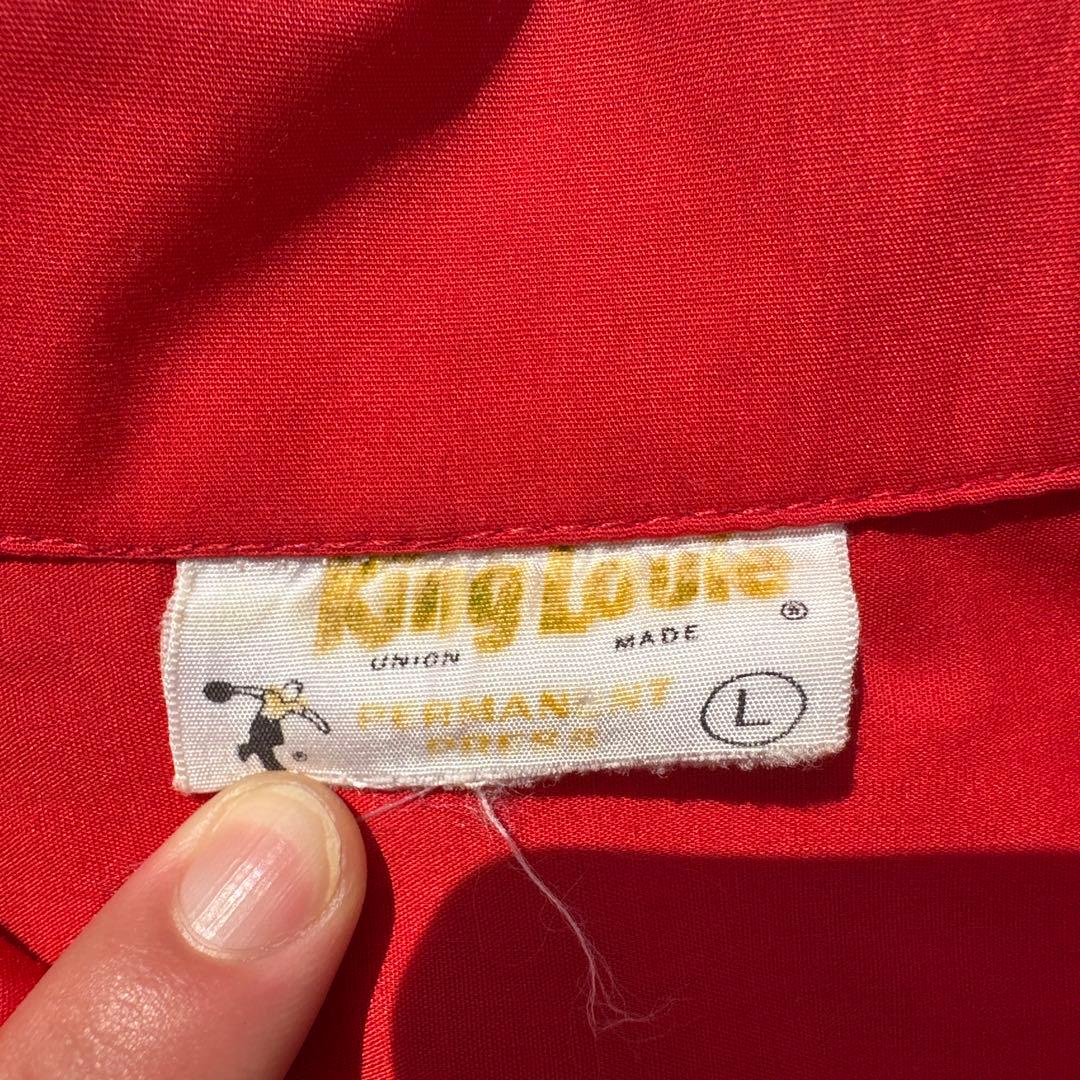 King Louie ®
UNION MADE
PERMANENT L
PRESS ®